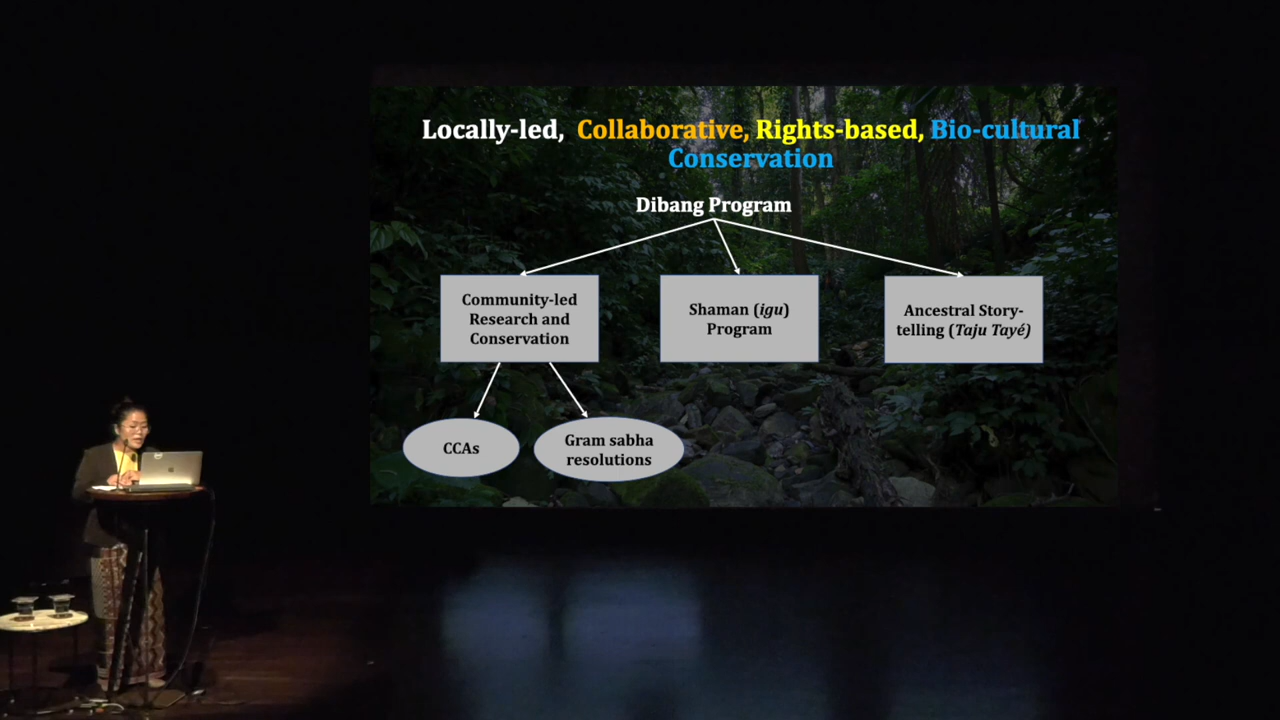 Locally-led, Collaborative, Rights-based, Bio-cultural
Conservation
Dibang Program
Community-led
Research and
Conservation
Shaman (igu)
Program
Ancestral Story-
telling (Taju Tayé)
CCAs
Gram sabha
resolutions